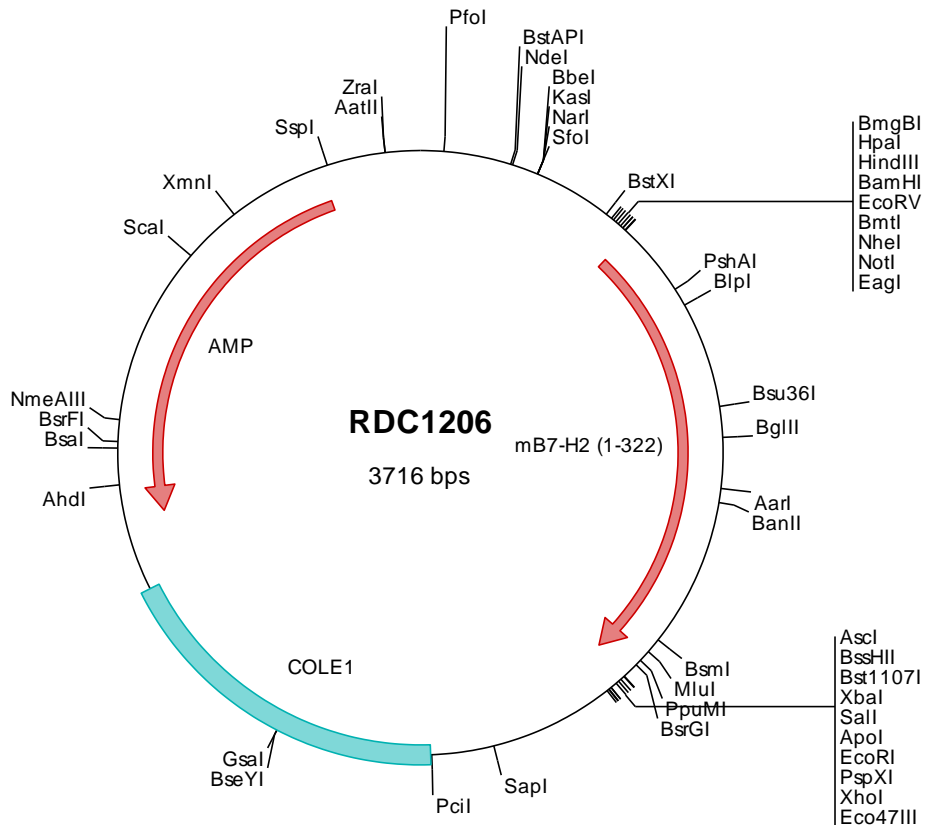 PfoI
BstAPI
NdeI
BbeI
KasI
NarI
SfoI
ZraI
AatII
SspI
XmnI
ScaI
BstXI
BmgBI
HpaI
HindIII
BamHI
EcoRV
BmtI
NheI
NotI
EagI
PshAI
BlpI
AMP
NmeAIII
BsrFI
BsaI
AhdI
RDC1206
3716 bps
mB7-H2 (1-322)
Bsu36I
BglII
AarI
BanII
COLE1
BsmI
MluI
PpuMI
BsrGI
AscI
BssHII
Bst1107I
XbaI
SalI
ApoI
EcoRI
PspXI
XhoI
Eco47III
GsaI
BseYI
PciI
SapI